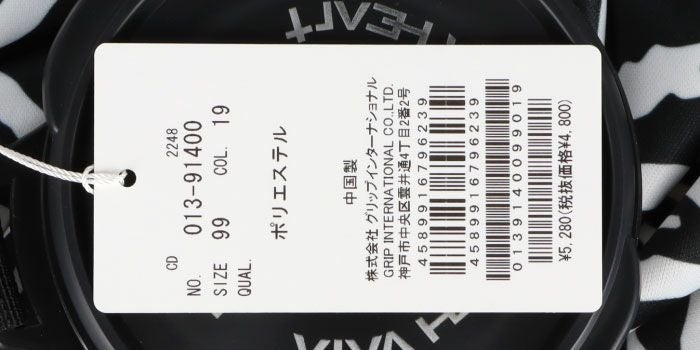 CD 2248
NO. 013-91400
SIZE 99 COL. 19
QUAL.
ポリエステル
中国製
株式会社 グリップインターナショナル
GRIP INTERNATIONAL CO.,LTD.
神戸市中央区雲井通4丁目2番2号
4589916796239
4589916796239
0139140099019
¥5,280(税抜価格¥4,800)
HEART
VIVA